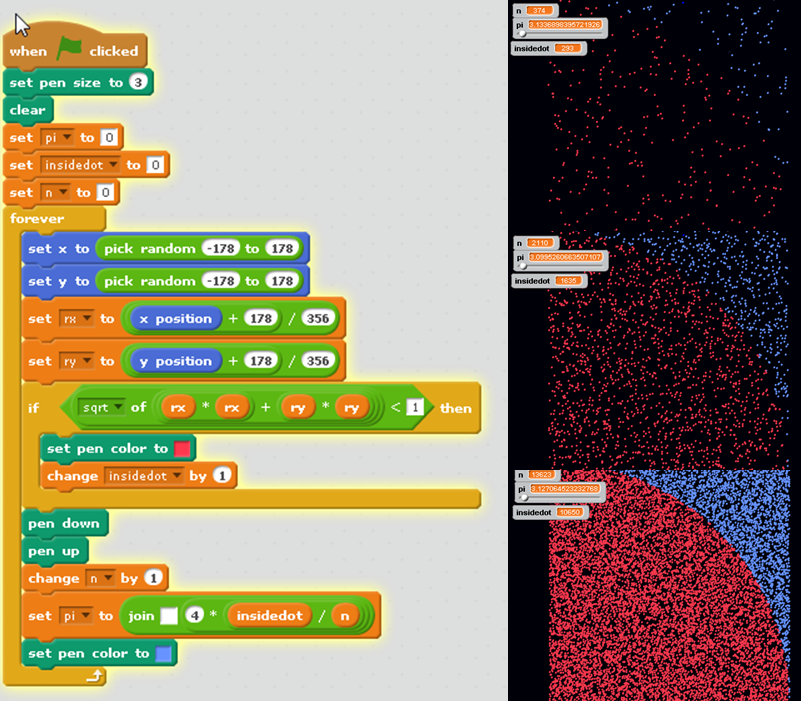 when clicked
set pen size to 3
clear
set pi to 0
set insidedot to 0
set n to 0
forever
set x to pick random -178 to 178
set y to pick random -178 to 178
set rx to x position + 178 / 356
set ry to y position + 178 / 356
if sqrt of rx * rx + ry * ry < 1 then
set pen color to
change insidedot by 1
pen down
pen up
change n by 1
set pi to join 4 * insidedot / n
set pen color to
n 374
pi 3.1336898395721926
insidedot 293
n 2110
pi 3.0995260663507107
insidedot 1635
n 13623
pi 3.127064523232768
insidedot 10650